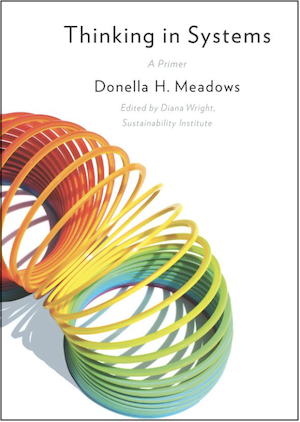 Thinking in Systems
A Primer
Donella H. Meadows
Edited by Diana Wright,
Sustainability Institute